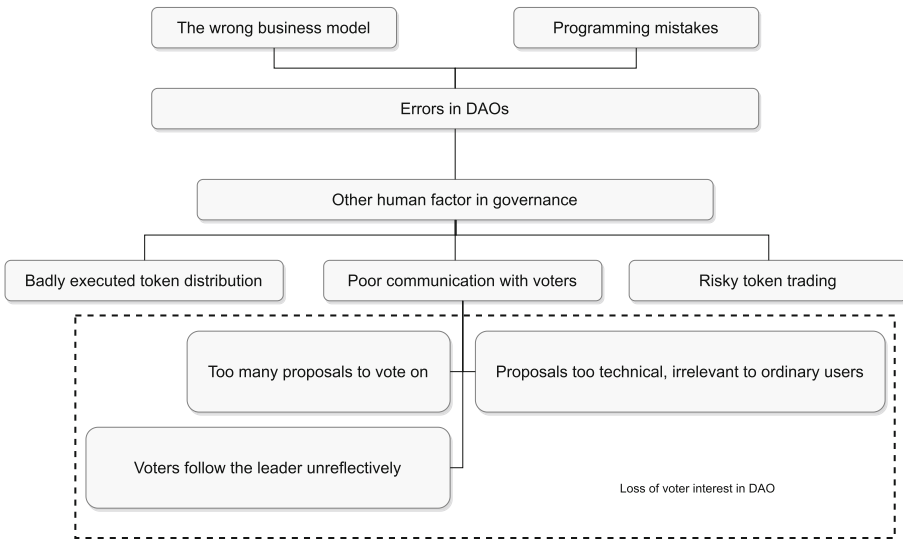 The wrong business model
Programming mistakes
Errors in DAOs
Other human factor in governance
Badly executed token distribution
Poor communication with voters
Risky token trading
Too many proposals to vote on
Proposals too technical, irrelevant to ordinary users
Voters follow the leader unreflectively
Loss of voter interest in DAO